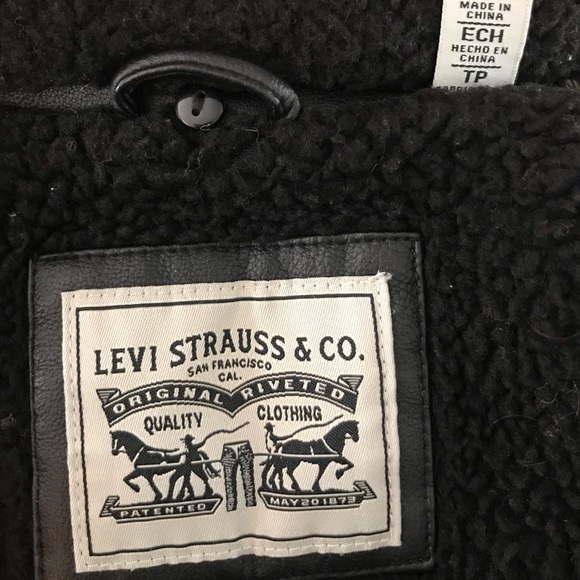 MADE IN
CHINA
ECH
HECHO EN
CHINA
TP
LEVI STRAUSS & CO.
SAN FRANCISCO
CAL.
ORIGINAL RIVETED
QUALITY CLOTHING
PATENTED MAY 20 1873